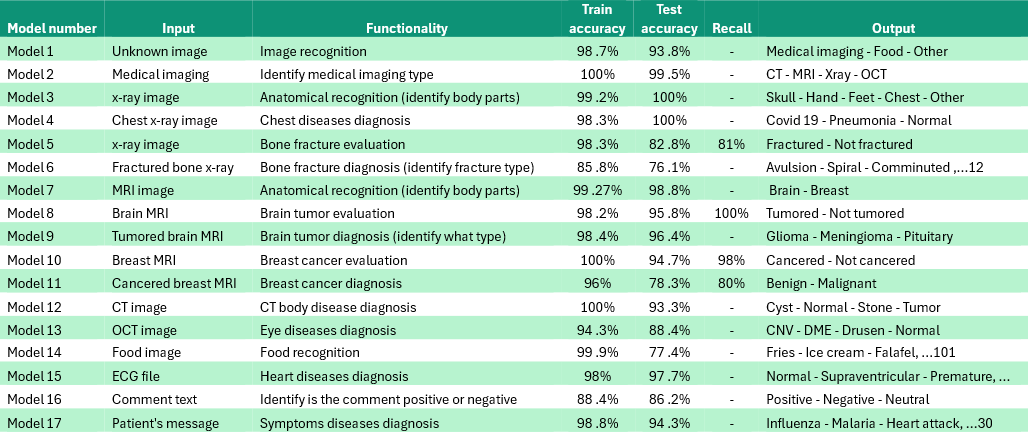 Model number Input Functionality Train accuracy Test accuracy Recall Output
Model 1 Unknown image Image recognition 98.7% 93.8% - Medical imaging - Food - Other
Model 2 Medical imaging Identify medical imaging type 100% 99.5% - CT - MRI - Xray - OCT
Model 3 x-ray image Anatomical recognition (identify body parts) 99.2% 100% - Skull - Hand - Feet - Chest - Other
Model 4 Chest x-ray image Chest diseases diagnosis 98.3% 100% - Covid 19 - Pneumonia - Normal
Model 5 x-ray image Bone fracture evaluation 98.3% 82.8% 81% Fractured - Not fractured
Model 6 Fractured bone x-ray Bone fracture diagnosis (identify fracture type) 85.8% 76.1% - Avulsion - Spiral - Comminuted ,...12
Model 7 MRI image Anatomical recognition (identify body parts) 99.27% 98.8% - Brain - Breast
Model 8 Brain MRI Brain tumor evaluation 98.2% 95.8% 100% Tumored - Not tumored
Model 9 Tumored brain MRI Brain tumor diagnosis (identify what type) 98.4% 96.4% - Glioma - Meningioma - Pituitary
Model 10 Breast MRI Breast cancer evaluation 100% 94.7% 98% Cancered - Not cancered
Model 11 Cancered breast MRI Breast cancer diagnosis 96% 78.3% 80% Benign - Malignant
Model 12 CT image CT body disease diagnosis 100% 93.3% - Cyst - Normal - Stone - Tumor
Model 13 OCT image Eye diseases diagnosis 94.3% 88.4% - CNV - DME - Drusen - Normal
Model 14 Food image Food recognition 99.9% 77.4% - Fries - Ice cream - Falafel, ...101
Model 15 ECG file Heart diseases diagnosis 98% 97.7% - Normal - Supraventricular - Premature, ...
Model 16 Comment text Identify is the comment positive or negative 88.4% 86.2% - Positive - Negative - Neutral
Model 17 Patient's message Symptoms diseases diagnosis 98.8% 94.3% - Influenza - Malaria - Heart attack, ...30